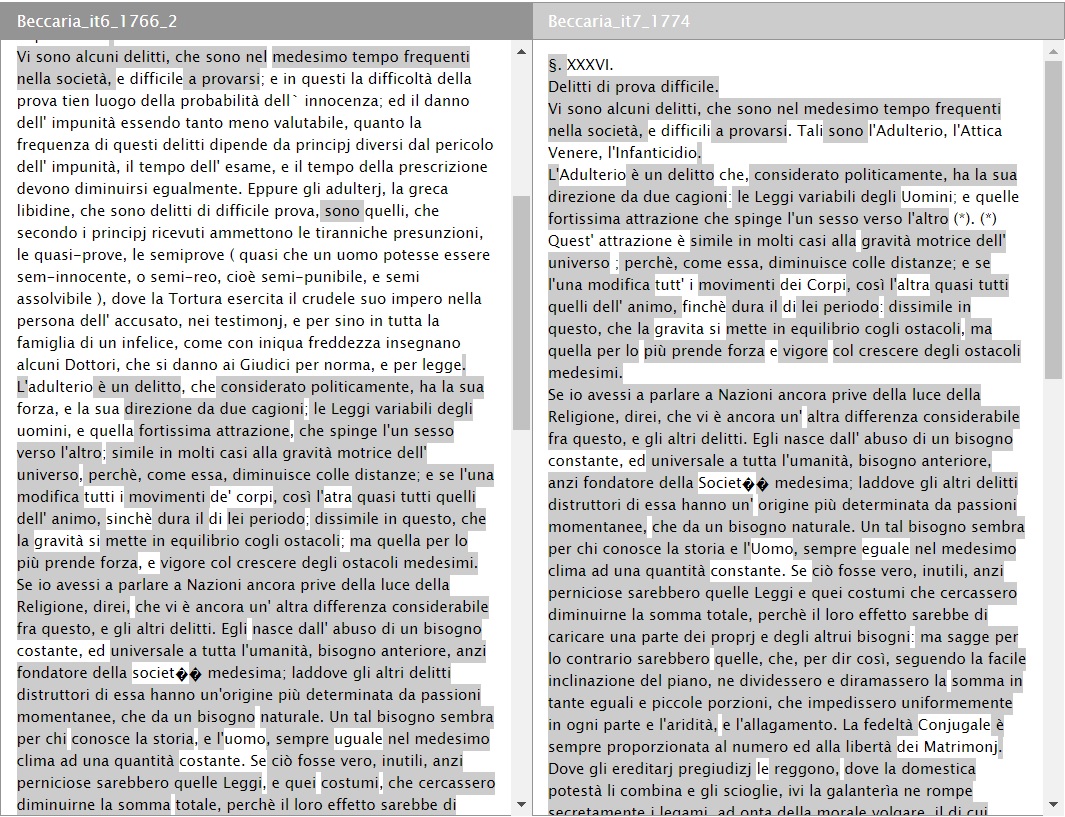 Beccaria_it6_1766_2
Vi sono alcuni delitti, che sono nel medesimo tempo frequenti
nella società, e difficile a provarsi; e in questi la difficoltà della
prova tien luogo della probabilità dell` innocenza; ed il danno
dell' impunità essendo tanto meno valutabile, quanto la
frequenza di questi delitti dipende da principj diversi dal pericolo
dell' impunità, il tempo dell' esame, e il tempo della prescrizione
devono diminuirsi egualmente. Eppure gli adulterj, la greca
libidine, che sono delitti di difficile prova, sono quelli, che
secondo i principj ricevuti ammettono le tiranniche presunzioni,
le quasi-prove, le semiprove ( quasi che un uomo potesse essere
sem-innocente, o semi-reo, cioè semi-punibile, e semi
assolvibile ), dove la Tortura esercita il crudele suo impero nella
persona dell' accusato, nei testimonj, e per sino in tutta la
famiglia di un infelice, come con iniqua freddezza insegnano
alcuni Dottori, che si danno ai Giudici per norma, e per legge.
L'adulterio è un delitto, che considerato politicamente, ha la sua
forza, e la sua direzione da due cagioni; le Leggi variabili degli
uomini, e quella fortissima attrazione, che spinge l'un sesso
verso l'altro; simile in molti casi alla gravità motrice dell'
universo, perchè, come essa, diminuisce colle distanze; e se l'una
modifica tutti i movimenti de' corpi, così l'atra quasi tutti quelli
dell' animo, sinchè dura il di lei periodo; dissimile in questo, che
la gravità si mette in equilibrio cogli ostacoli; ma quella per lo
più prende forza, e vigore col crescere degli ostacoli medesimi.
Se io avessi a parlare a Nazioni ancora prive della luce della
Religione, direi, che vi è ancora un' altra differenza considerabile
fra questo, e gli altri delitti. Egli nasce dall' abuso di un bisogno
costante, ed universale a tutta l'umanità, bisogno anteriore, anzi
fondatore della societ�� medesima; laddove gli altri delitti
distruttori di essa hanno un'origine più determinata da passioni
momentanee, che da un bisogno naturale. Un tal bisogno sembra
per chi conosce la storia, e l'uomo, sempre uguale nel medesimo
clima ad una quantità costante. Se ciò fosse vero, inutili, anzi
perniciose sarebbero quelle Leggi, e quei costumi, che cercassero
diminuirne la somma totale, perchè il loro effetto sarebbe di
Beccaria_it7_1774
§. XXXVI.
Delitti di prova difficile.
Vi sono alcuni delitti, che sono nel medesimo tempo frequenti
nella società, e difficili a provarsi. Tali sono l'Adulterio, l'Attica
Venere, l'Infanticidio.
L'Adulterio è un delitto che, considerato politicamente, ha la sua
direzione da due cagioni: le Leggi variabili degli Uomini; e quelle
fortissima attrazione che spinge l'un sesso verso l'altro (*). (*)
Quest' attrazione è simile in molti casi alla gravità motrice dell'
universo ; perchè, come essa, diminuisce colle distanze; e se
l'una modifica tutt' i movimenti dei Corpi, così l'altra quasi tutti
quelli dell' animo, finchè dura il di lei periodo: dissimile in
questo, che la gravita si mette in equilibrio cogli ostacoli, ma
quella per lo più prende forza e vigore col crescere degli ostacoli
medesimi.
Se io avessi a parlare a Nazioni ancora prive della luce della
Religione, direi, che vi è ancora un' altra differenza considerabile
fra questo, e gli altri delitti. Egli nasce dall' abuso di un bisogno
constante, ed universale a tutta l'umanità, bisogno anteriore,
anzi fondatore della Societ�� medesima; laddove gli altri delitti
distruttori di essa hanno un' origine più determinata da passioni
momentanee, che da un bisogno naturale. Un tal bisogno sembra
per chi conosce la storia e l'Uomo, sempre eguale nel medesimo
clima ad una quantità constante. Se ciò fosse vero, inutili, anzi
perniciose sarebbero quelle Leggi e quei costumi che cercassero
diminuirne la somma totale, perchè il loro effetto sarebbe di
caricare una parte dei proprj e degli altrui bisogni: ma sagge per
lo contrario sarebbero quelle, che, per dir così, seguendo la facile
inclinazione del piano, ne dividessero e diramassero la somma in
tante eguali e piccole porzioni, che impedissero uniformemente
in ogni parte e l'aridità, e l'allagamento. La fedeltà Conjugale è
sempre proporzionata al numero ed alla libertà dei Matrimonj.
Dove gli ereditarj pregiudizj le reggono, dove la domestica
potestà li combina e gli scioglie, ivi la galanterìa ne rompe
secretamente i legami, ad onta della morale volgare, il di cui